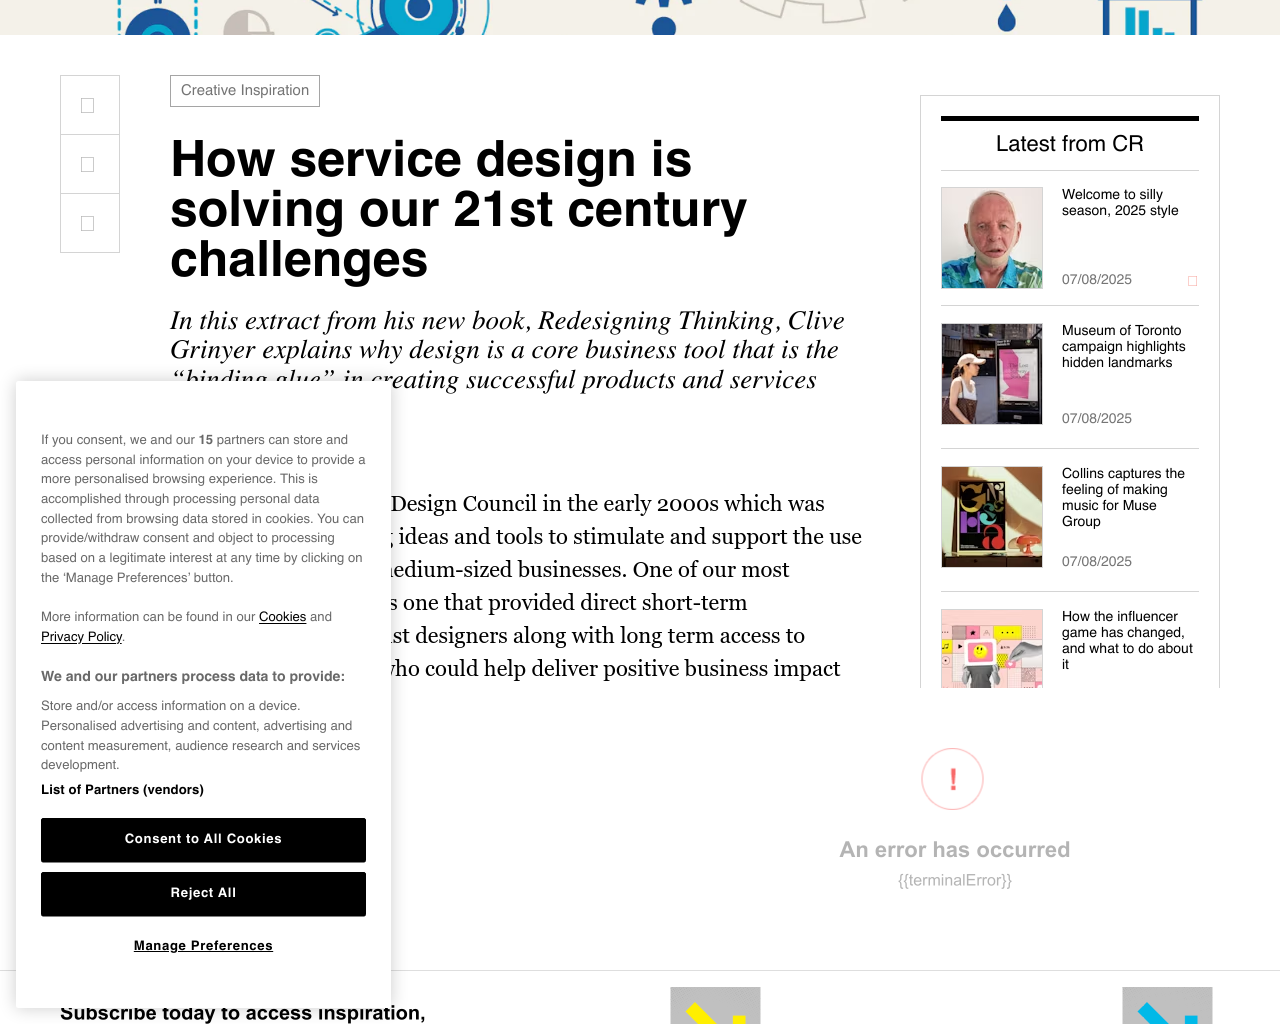 Creative Inspiration
How service design is
solving our 21st century
challenges
In this extract from his new book, Redesigning Thinking, Clive
Grinyer explains why design is a core business tool that is the
“binding glue” in creating successful products and services
Design Council in the early 2000s which was
ideas and tools to stimulate and support the use
medium-sized businesses. One of our most
one that provided direct short-term
designers along with long term access to
who could help deliver positive business impact
Latest from CR
Welcome to silly
season, 2025 style
07/08/2025
Museum of Toronto
campaign highlights
hidden landmarks
07/08/2025
Collins captures the
feeling of making
music for Muse
Group
07/08/2025
How the influencer
game has changed,
and what to do about
it
If you consent, we and our 15 partners can store and
access personal information on your device to provide a
more personalised browsing experience. This is
accomplished through processing personal data
collected from browsing data stored in cookies. You can
provide/withdraw consent and object to processing
based on a legitimate interest at any time by clicking on
the ‘Manage Preferences’ button.
More information can be found in our Cookies and
Privacy Policy.
We and our partners process data to provide:
Store and/or access information on a device.
Personalised advertising and content, advertising and
content measurement, audience research and services
development.
List of Partners (vendors)
Consent to All Cookies
Reject All
Manage Preferences
!
An error has occurred
{{terminalError}}
Subscribe today to access inspiration,